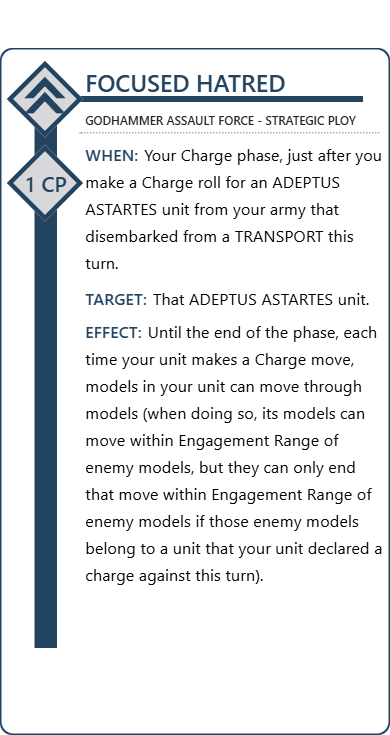 FOCUSED HATRED
GODHAMMER ASSAULT FORCE - STRATEGIC PLOY
1 CP
WHEN: Your Charge phase, just after you
make a Charge roll for an ADEPTUS
ASTARTES unit from your army that
disembarked from a TRANSPORT this
turn.
TARGET: That ADEPTUS ASTARTES unit.
EFFECT: Until the end of the phase, each
time your unit makes a Charge move,
models in your unit can move through
models (when doing so, its models can
move within Engagement Range of
enemy models, but they can only end
that move within Engagement Range of
enemy models if those enemy models
belong to a unit that your unit declared a
charge against this turn).